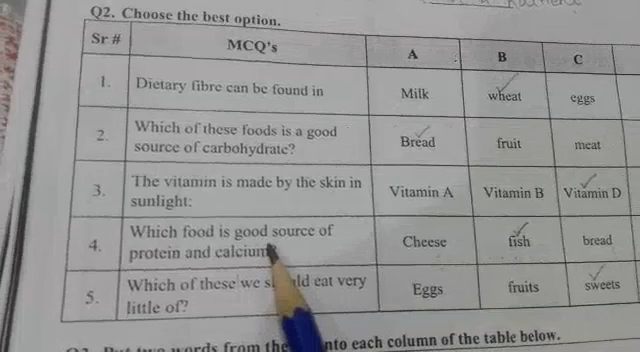 Q2. Choose the best option.
Sr # MCQ's A B C
1. Dietary fibre can be found in Milk wheat eggs
2. Which of these foods is a good
source of carbohydrate? Bread fruit meat
3. The vitamin is made by the skin in
sunlight: Vitamin A Vitamin B Vitamin D
4. Which food is good source of
protein and calcium Cheese fish bread
5. Which of these we eat very
little of? Eggs fruits sweets
words from the into each column of the table below.